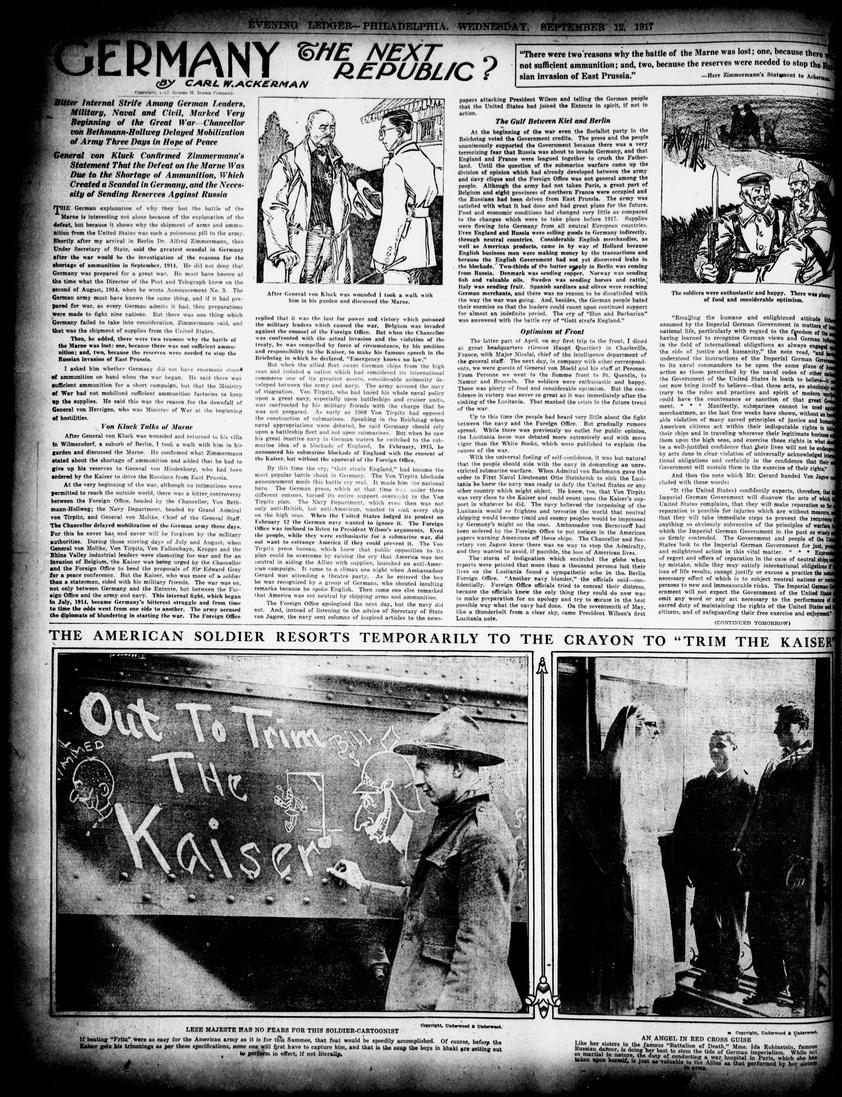 EVENING LEDGER—PHILADELPHIA, WEDNESDAY, SEPTEMBER 12, 1917
GERMANY THE NEXT REPUBLIC?
BY CARL W. ACKERMAN
Copyright, 1917, George H. Doran Company.
"There were two reasons why the battle of the Marne was lost; one, because there
not sufficient ammunition; and, two, because the reserves were needed to stop the
sian invasion of East Prussia."
—Herr Zimmermann's Statement to Ackerman.
Bitter Internal Strife Among German Leaders,
Military, Naval and Civil, Marked Very
Beginning of the Great War—Chancellor
von Bethmann-Hollweg Delayed Mobilization
of Army Three Days in Hope of Peace
General von Kluck Confirmed Zimmermann's
Statement That the Defeat on the Marne Was
Due to the Shortage of Ammunition, Which
Created a Scandal in Germany, and the Neces-
sity of Sending Reserves Against Russia
THE German explanation of why they lost the battle of the
Marne is interesting not alone because of the explanation of the
defeat, but because it shows why the shipment of arms and ammu-
nition from the United States was such a poisonous pill to the army.
Shortly after my arrival in Berlin Dr. Alfred Zimmermann, then
Under Secretary of State, said the greatest scandal in Germany
after the war would be the investigation of the reasons for the
shortage of ammunition in September, 1914. He did not deny that
Germany was prepared for a great war. He must have known at
the time what the Director of the Post and Telegraph knew on the
second of August, 1914, when he wrote Announcement No. 3. The
German army must have known the same thing, and if it had pre-
pared for war, as every German admits it had, then preparations
were made to fight nine nations. But there was one thing which
Germany failed to take into consideration, Zimmermann said, and
that was the shipment of supplies from the United States.
Then, he added, there were two reasons why the battle of
the Marne was lost: one, because there was not sufficient ammu-
nition; and, two, because the reserves were needed to stop the
Russian invasion of East Prussia.
I asked him whether Germany did not have enormous stores
of ammunition on hand when the war began. He said there was
sufficient ammunition for a short campaign, but that the Ministry
of War had not mobilized sufficient ammunition factories to keep
up the supplies. He said this was the reason for the downfall of
General von Herrigen, who was Minister of War at the beginning
of hostilities.
Von Kluck Talks of Marne
After General von Kluck was wounded and returned to his villa
in Wilmersdorf, a suburb of Berlin, I took a walk with him in his
garden and discussed the Marne. He confirmed what Zimmermann
stated about the shortage of ammunition and added that he had to
give up his reserves to General von Hindenburg, who had been
ordered by the Kaiser to drive the Russians from East Prussia.
At the very beginning of the war, although no intimations were
permitted to reach the outside world, there was a bitter controversy
between the Foreign Office, headed by the Chancellor, Von Beth-
mann-Hollweg; the Navy Department, headed by Grand Admiral
von Tirpitz, and General von Moltke, Chief of the General Staff.
The Chancellor delayed mobilization of the German army three days.
For this he never has and never will be forgiven by the military
authorities. During those stirring days of July and August, when
General von Moltke, Von Tirpitz, Von Falkenhayn, Krupps and the
Rhine Valley industrial leaders were clamoring for war and for an
invasion of Belgium, the Kaiser was being urged by the Chancellor
and the Foreign Office to heed the proposals of Sir Edward Grey
for a peace conference. But the Kaiser, who was more of a soldier
than a statesman, sided with his military friends. The war was on,
not only between Germany and the Entente, but between the For-
eign Office and the army and navy. This internal fight, which began
in July, 1914, became Germany's bitterest struggle and from time
to time the odds went from one side to another. The army accused
the diplomats of blundering in starting the war. The Foreign Office
After General von Kluck was wounded I took a walk with
him in his garden and discussed the Marne.
replied that it was the lust for power and victory which poisoned
the military leaders which caused the war. Belgium was invaded
against the counsel of the Foreign Office. But when the Chancellor
was confronted with the actual invasion and the violation of the
treaty, he was compelled by force of circumstance, by his position
and responsibility to the Kaiser, to make his famous speech in the
Reichstag in which he declared, "Emergency knows no law."
But when the allied fleet swept German ships from the high
seas and isolated a nation which had considered its international
commerce one of its greatest assets, considerable animosity de-
veloped between the army and navy. The army accused the navy
of stagnation. Von Tirpitz, who had based his whole naval policy
upon a great navy, especially upon battleships and cruiser units,
was confronted by his military friends with the charge that he
was not prepared. As early as 1908 Von Tirpitz had opposed
the construction of submarines. Speaking in the Reichstag when
naval appropriations were debated, he said Germany should rely
upon a battleship fleet and not upon submarines. But when he saw
his great inactive navy in German waters he switched to the sub-
marine idea of a blockade of England. In February, 1915, he
announced his submarine blockade of England with the consent of
the Kaiser, but without the approval of the Foreign Office.
By this time the cry, "Gott strafe England," had become the
most popular battle shout in Germany. The Von Tirpitz blockade
announcement made this battle cry real. It made him the national
hero. The German press, which at that time was under three
different censors, turned its entire support overnight to the Von
Tirpitz plan. The Navy Department, which even then was not
only anti-British, but anti-American, wanted to sink every ship
on the high seas. When the United States lodged its protest on
February 12 the German navy wanted to ignore it. The Foreign
Office was inclined to listen to President Wilson's arguments. Even
the people, while they were enthusiastic for a submarine war, did
not want to estrange America if they could prevent it. The Von
Tirpitz press bureau, which knew that public opposition to its
plan could be overcome by raising the cry that America was not
neutral in aiding the Allies with supplies, launched an anti-Amer-
ican campaign. It came to a climax one night when Ambassador
Gerard was attending a theatre party. As he entered the box
he was recognized by a group of Germans, who shouted insulting
remarks because he spoke English. Then some one else remarked
that America was not neutral by shipping arms and ammunition.
The Foreign Office apologized the next day, but the navy did
not. And, instead of listening to the advice of Secretary of State
von Jagow, the navy sent columns of inspired articles to the news-
papers attacking President Wilson and telling the German people
that the United States had joined the Entente in spirit, if not in
action.
The Gulf Between Kiel and Berlin
At the beginning of the war even the Socialist party in the
Reichstag voted the Government credits. The press and the people
unanimously supported the Government because there was a very
terrorizing fear that Russia was about to invade Germany, and that
England and France were leagued together to crush the Father-
land. Until the question of the submarine warfare came up the
division of opinion which had already developed between the army
and navy clique and the Foreign Office was not general among the
people. Although the army had not taken Paris, a great part of
Belgium and eight provinces of northern France were occupied and
the Russians had been driven from East Prussia. The army was
satisfied with what it had done and had great plans for the future.
Food and economic conditions had changed very little as compared
to the changes which were to take place before 1917. Supplies
were flowing into Germany from all neutral European countries.
Even England and Russia were selling goods to Germany indirectly,
through neutral countries. Considerable English merchandise, as
well as American products, came in by way of Holland because
English business men were making money by the transactions and
because the English Government had not yet discovered leaks in
the blockade. Two-thirds of the butter supply in Berlin was coming
from Russia. Denmark was sending copper. Norway was sending
fish and valuable oils. Sweden was sending horses and cattle.
Italy was sending fruit. Spanish sardines and olives were reaching
German merchants, and there was no reason to be dissatisfied with
the way the war was going. And, besides, the German people hated
their enemies so that the leaders could count upon continued support
for almost an indefinite period. The cry of "Hun and Barbarian"
was answered with the battle cry of "Gott strafe England."
Optimism at Front
The latter part of April, on my first trip to the front, I dined
at great headquarters (Grosse Haupt Quartier) in Charleville,
France, with Major Nicolai, chief of the intelligence department of
the general staff. The next day, in company with other correspond-
ents, we were guests of General von Moehl and his staff at Peronne.
From Peronne we went to the Somme front to St. Quentin, to
Namur and Brussels. The soldiers were enthusiastic and happy.
There was plenty of food and considerable optimism. But the con-
fidence in victory was never so great as it was immediately after the
sinking of the Lusitania. That marked the crisis in the future trend
of the war.
Up to this time the people had heard very little about the fight
between the navy and the Foreign Office. But gradually rumors
spread. While there was previously no outlet for public opinion,
the Lusitania issue was debated more extensively and with more
vigor than the White Books, which were published to explain the
causes of the war.
With the universal feeling of self-confidence, it was but natural
that the people should side with the navy in demanding an unre-
stricted submarine warfare. When Admiral von Bachmann gave the
order to First Naval Lieutenant Otto Steinbrick to sink the Lusi-
tania he knew the navy was ready to defy the United States or any
other country which might object. He knew, too, that Von Tirpitz
was very close to the Kaiser and could count upon the Kaiser's sup-
port in whatever he did. The navy believed the torpedoing of the
Lusitania would so frighten and terrorize the world that neutral
shipping would become timid and enemy peoples would be impressed
by Germany's might on the seas. Ambassador von Bernstorff had
been ordered by the Foreign Office to put notices in the American
papers warning Americans off these ships. The Chancellor and Sec-
retary von Jagow knew there was no way to stop the Admiralty,
and they wanted to avoid, if possible, the loss of American lives.
The storm of indignation which encircled the globe when
reports were printed that more than a thousand persons lost their
lives on the Lusitania found a sympathetic echo in the Berlin
Foreign Office. "Another navy blunder," the officials said—con-
fidentially. Foreign Office officials tried to conceal their distress,
because the officials knew the only thing they could do now was
to make preparation for an apology and try to excuse in the best
possible way what the navy had done. On the seventeenth of May,
like a thunderbolt from a clear sky, came President Wilson's first
Lusitania note.
The soldiers were enthusiastic and happy. There was plenty
of food and considerable optimism.
"Recalling the humane and enlightened attitude
assumed by the Imperial German Government in matters of
national life, particularly with regard to the freedom of the
having learned to recognize German views and German
in the field of international obligations as always engaged
the side of justice and humanity," the note read, "and
understood the instructions of the Imperial German Government
to its naval commanders to be upon the same plane of
action as those prescribed by the naval codes of other
the Government of the United States is loath to believe—it
not now bring itself to believe—that these acts, so absolutely
trary to the rules and practices and spirit of modern
could have the countenance or sanction of that great
ment. * * * Manifestly, submarines cannot be used
merchantmen, as the last few weeks have shown, without an
able violation of many sacred principles of justice and
American citizens act within their indisputable rights in
their ships and in traveling wherever their legitimate business
them upon the high seas, and exercise those rights in what
be a well-justified confidence that their lives will not be
by acts done in clear violation of universally acknowledged
tional obligations and certainly in the confidence that their
Government will sustain them in the exercise of their rights."
And then the note which Mr. Gerard handed Von Jagow
cluded with these words:
"It (the United States) confidently expects, therefore, that
Imperial German Government will disavow the acts of which
United States complains, that they will make reparation so
reparation is possible for injuries which are without measure,
that they will take immediate steps to prevent the recurrence
anything so obviously subversive of the principles of warfare
which the Imperial German Government in the past so
so firmly contended. The Government and people of the United
States look to the Imperial German Government for just,
and enlightened action in this vital matter. * * *
of regret and offers of reparation in the case of neutral
by mistake, while they may satisfy international obligations
loss of life results, cannot justify or excuse a practice the
necessary effect of which is to subject neutral nations
persons to new and immeasurable risks. The Imperial German
ernment will not expect the Government of the United States
omit any word or any act necessary to the performance of
sacred duty of maintaining the rights of the United States
citizens, and of safeguarding their free exercise and enjoyment."
(CONTINUED TOMORROW)
THE AMERICAN SOLDIER RESORTS TEMPORARILY TO THE CRAYON TO "TRIM THE KAISER
Out To Trim
THE
Kaiser
Bill
Copyright, Underwood & Underwood.
LESE MAJESTE HAS NO FEARS FOR THIS SOLDIER-CARTOONIST
If beating "Fritz" were as easy for the American army as it is for this Sammee, that feat would be speedily accomplished. Of course, before the
Kaiser gets his trimmings as per these specifications, some one will first have to capture him, and that is the coup the boys in khaki are setting out
to perform in effect, if not literally.
Copyright, Underwood & Underwood.
AN ANGEL IN RED CROSS GUISE
Like her sisters in the famous "Battalion of Death," Mme. Ida Rubinstein, famous
Russian dancer, is doing her best to stem the tide of German imperialism. While not
so martial in nature, the duty of conducting a war hospital in Paris, which she has
taken upon herself, is just as valuable to the Allies as that performed by her sisters
in arms.